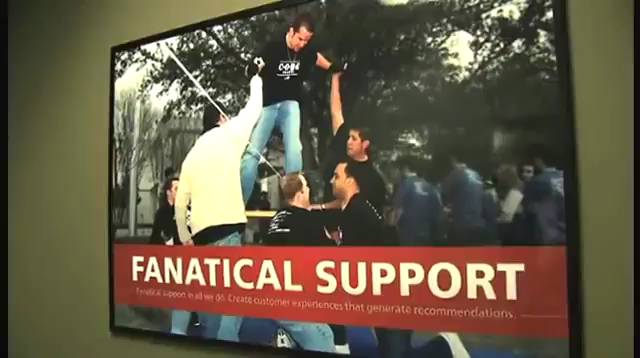 FANATICAL SUPPORT
Fanatical support in all we do. Create customer experiences that generate recommendations.